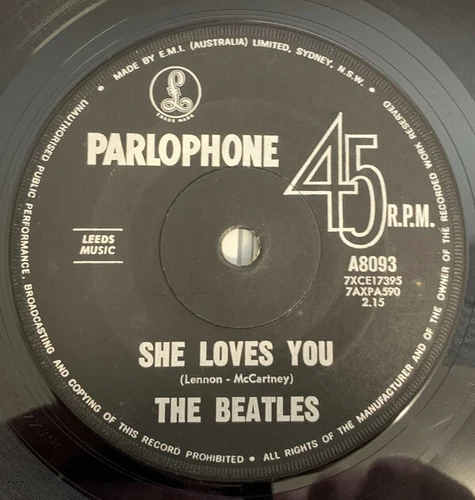 MADE BY E.M.I. (AUSTRALIA) LIMITED, SYDNEY, N.S.W. •
£
TRADE MARK
PARLOPHONE
45
R.P.M.
LEEDS
MUSIC
A8093
7XCE17395
7AXPA590
2.15
SHE LOVES YOU
(Lennon - McCartney)
THE BEATLES
• UNAUTHORISED PUBLIC PERFORMANCE, BROADCASTING AND COPYING OF THIS RECORD PROHIBITED • ALL RIGHTS OF THE MANUFACTURER AND OF THE OWNER OF THE RECORDED WORK RESERVED